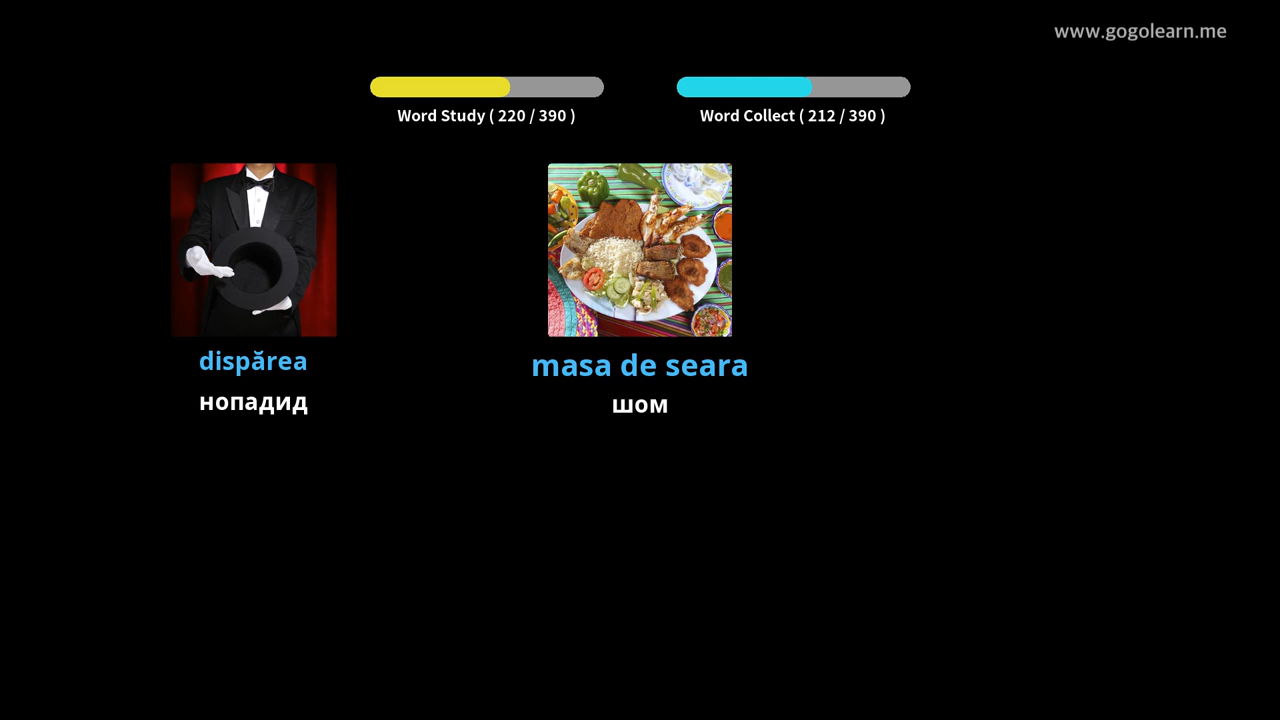 www.gogolearn.me
Word Study ( 220 / 390 )
Word Collect ( 212 / 390 )
dispărea
нопадид
masa de seara
шом